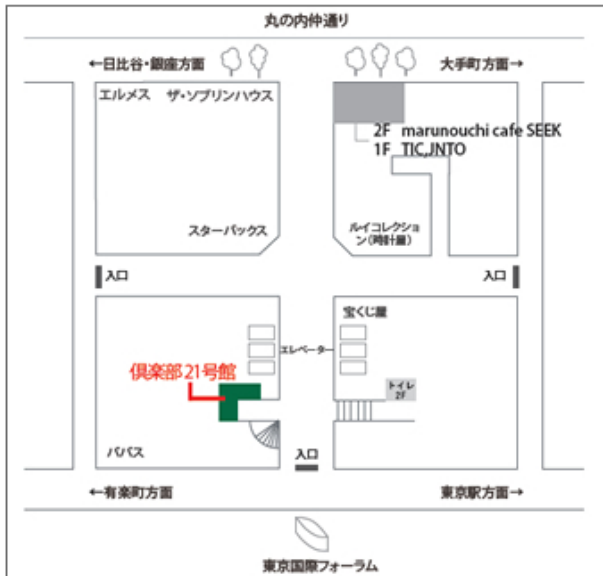 丸の内仲通り
←日比谷・銀座方面
大手町方面→
エルメス
ザ・ソブリンハウス
2F marunouchi cafe SEEK
1F TIC,JNTO
スターバックス
ルイコレクショ
ン(時計屋)
入口
入口
宝くじ屋
エレベーター
倶楽部21号館
トイレ
2F
パパス
入口
←有楽町方面
東京駅方面→
東京国際フォーラム